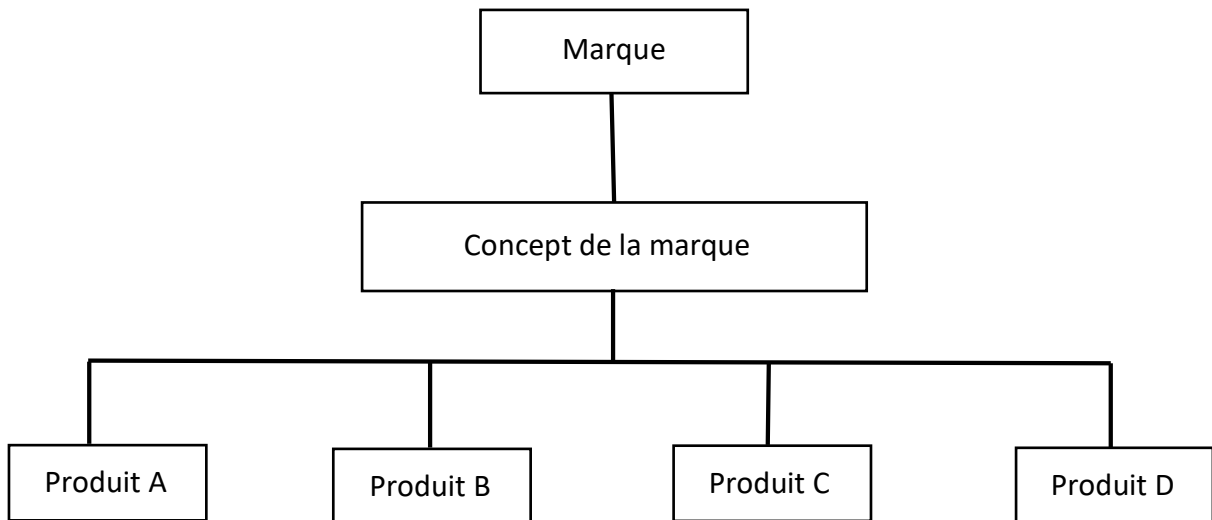 Marque
Concept de la marque
Produit A
Produit B
Produit C
Produit D